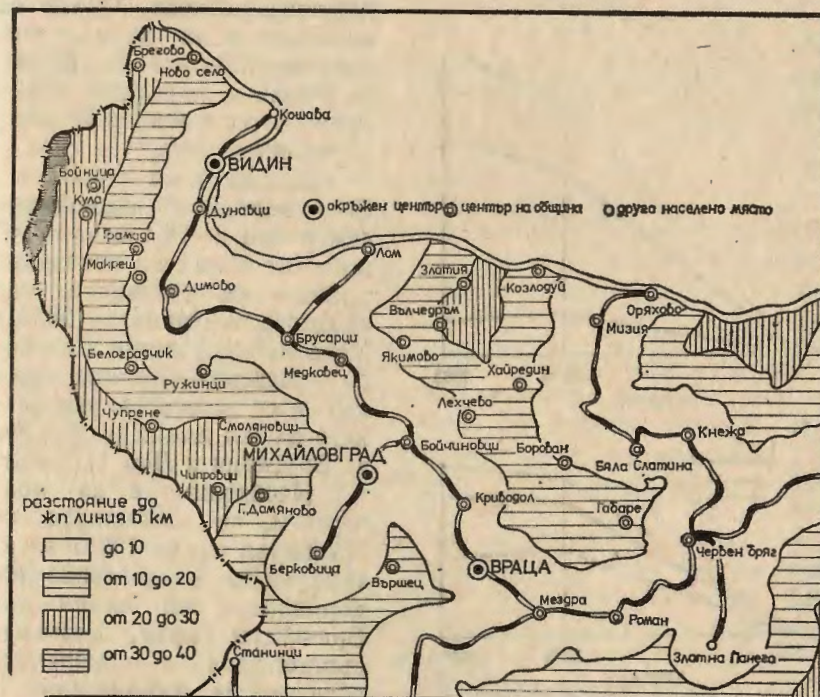 Брегово
Ново село
Кошава
ВИДИН
Бойница
Кула
Дунавци
окръжен център
център на община
друго населено място
Грамада
Макреш
Димово
Лом
Златия
Козлодуй
Вълчедръм
Оряхово
Мизия
Брусарци
Якимово
Белоградчик
Ружинци
Медковец
Хайредин
Лехчево
Чупрене
Смоляновци
Бойчиновци
Кнежа
МИХАЙЛОВГРАД
Борован
Бяла Слатина
Чипровци
Г. Дамяново
Криводол
Габаре
разстояние до
жп линия в км
до 10
от 10 до 20
от 20 до 30
от 30 до 40
Берковица
Вършец
ВРАЦА
Червен бряг
Мездра
Роман
Станинци
Златна Панега